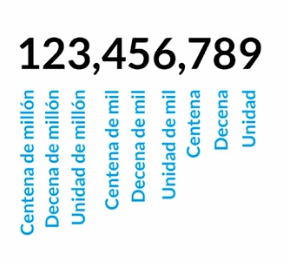 123,456,789
Centena de millón
Decena de millón
Unidad de millón
Centena de mil
Decena de mil
Unidad de mil
Centena
Decena
Unidad